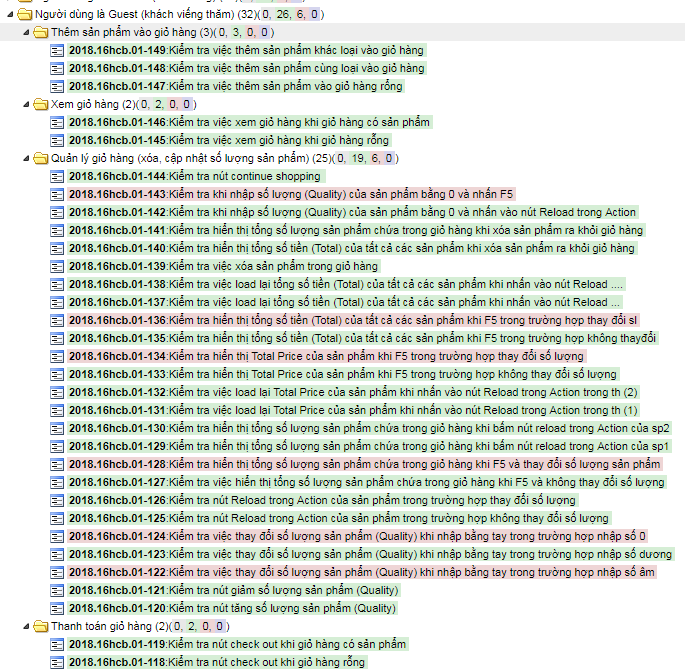 Người dùng là Guest (khách viếng thăm) (32)(0, 26, 6, 0)
Thêm sản phẩm vào giỏ hàng (3)(0, 3, 0, 0)
2018.16hcb.01-149:Kiểm tra việc thêm sản phẩm khác loại vào giỏ hàng
2018.16hcb.01-148:Kiểm tra việc thêm sản phẩm cùng loại vào giỏ hàng
2018.16hcb.01-147:Kiểm tra việc thêm sản phẩm vào giỏ hàng rổng
Xem giỏ hàng (2)(0, 2, 0, 0)
2018.16hcb.01-146:Kiểm tra việc xem giỏ hàng khi giỏ hàng có sản phẩm
2018.16hcb.01-145:Kiểm tra việc xem giỏ hàng khi giỏ hàng rỗng
Quản lý giỏ hàng (xóa, cập nhật số lượng sản phẩm) (25)(0, 19, 6, 0)
2018.16hcb.01-144:Kiểm tra nút continue shopping
2018.16hcb.01-143:Kiểm tra khi nhập số lượng (Quality) của sản phẩm bằng 0 và nhấn F5
2018.16hcb.01-142:Kiểm tra khi nhập số lượng (Quality) của sản phẩm bằng 0 và nhấn vào nút Reload trong Action
2018.16hcb.01-141:Kiểm tra hiển thị tổng số lượng sản phẩm chứa trong giỏ hàng khi xóa sản phẩm ra khỏi giỏ hàng
2018.16hcb.01-140:Kiểm tra hiển thị tổng số tiền (Total) của tất cả các sản phẩm khi xóa sản phẩm ra khỏi giỏ hàng
2018.16hcb.01-139:Kiểm tra việc xóa sản phẩm trong giỏ hàng
2018.16hcb.01-138:Kiểm tra việc load lại tổng số tiền (Total) của tất cả các sản phẩm khi nhấn vào nút Reload ....
2018.16hcb.01-137:Kiểm tra việc load lại tổng số tiền (Total) của tất cả các sản phẩm khi nhấn vào nút Reload ...
2018.16hcb.01-136:Kiểm tra hiển thị tổng số tiền (Total) của tất cả các sản phẩm khi F5 trong trường hợp thay đổi sl
2018.16hcb.01-135:Kiểm tra hiển thị tổng số tiền (Total) của tất cả các sản phẩm khi F5 trong trường hợp không thayđổi
2018.16hcb.01-134:Kiểm tra hiển thị Total Price của sản phẩm khi F5 trong trường hợp thay đổi số lượng
2018.16hcb.01-133:Kiểm tra hiển thị Total Price của sản phẩm khi F5 trong trường hợp không thay đổi số lượng
2018.16hcb.01-132:Kiểm tra việc load lại Total Price của sản phẩm khi nhấn vào nút Reload trong Action trong th (2)
2018.16hcb.01-131:Kiểm tra việc load lại Total Price của sản phẩm khi nhấn vào nút Reload trong Action trong th (1)
2018.16hcb.01-130:Kiểm tra hiển thị tổng số lượng sản phẩm chứa trong giỏ hàng khi bấm nút reload trong Action của sp2
2018.16hcb.01-129:Kiểm tra hiển thị tổng số lượng sản phẩm chứa trong giỏ hàng khi bấm nút reload trong Action của sp1
2018.16hcb.01-128:Kiểm tra hiển thị tổng số lượng sản phẩm chứa trong giỏ hàng khi F5 và thay đổi số lượng sản phẩm
2018.16hcb.01-127:Kiểm tra việc hiển thị tổng số lượng sản phẩm chứa trong giỏ hàng khi F5 và không thay đổi số lượng
2018.16hcb.01-126:Kiểm tra nút Reload trong Action của sản phẩm trong trường hợp thay đổi số lượng
2018.16hcb.01-125:Kiểm tra nút Reload trong Action của sản phẩm trong trường hợp không thay đổi số lượng
2018.16hcb.01-124:Kiểm tra việc thay đổi số lượng sản phẩm (Quality) khi nhập bằng tay trong trường hợp nhập số 0
2018.16hcb.01-123:Kiểm tra việc thay đổi số lượng sản phẩm (Quality) khi nhập bằng tay trong trường hợp nhập số dương
2018.16hcb.01-122:Kiểm tra việc thay đổi số lượng sản phẩm (Quality) khi nhập bằng tay trong trường hợp nhập số âm
2018.16hcb.01-121:Kiểm tra nút giảm số lượng sản phẩm (Quality)
2018.16hcb.01-120:Kiểm tra nút tăng số lượng sản phẩm (Quality)
Thanh toán giỏ hàng (2)(0, 2, 0, 0)
2018.16hcb.01-119:Kiểm tra nút check out khi giỏ hàng có sản phẩm
2018.16hcb.01-118:Kiểm tra nút check out khi giỏ hàng rỗng